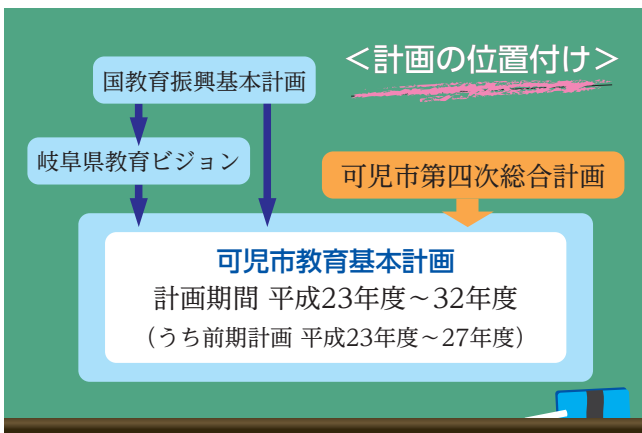 <計画の位置付け>
国教育振興基本計画
岐阜県教育ビジョン
可児市第四次総合計画
可児市教育基本計画
計画期間 平成23年度～32年度
（うち前期計画 平成23年度～27年度）